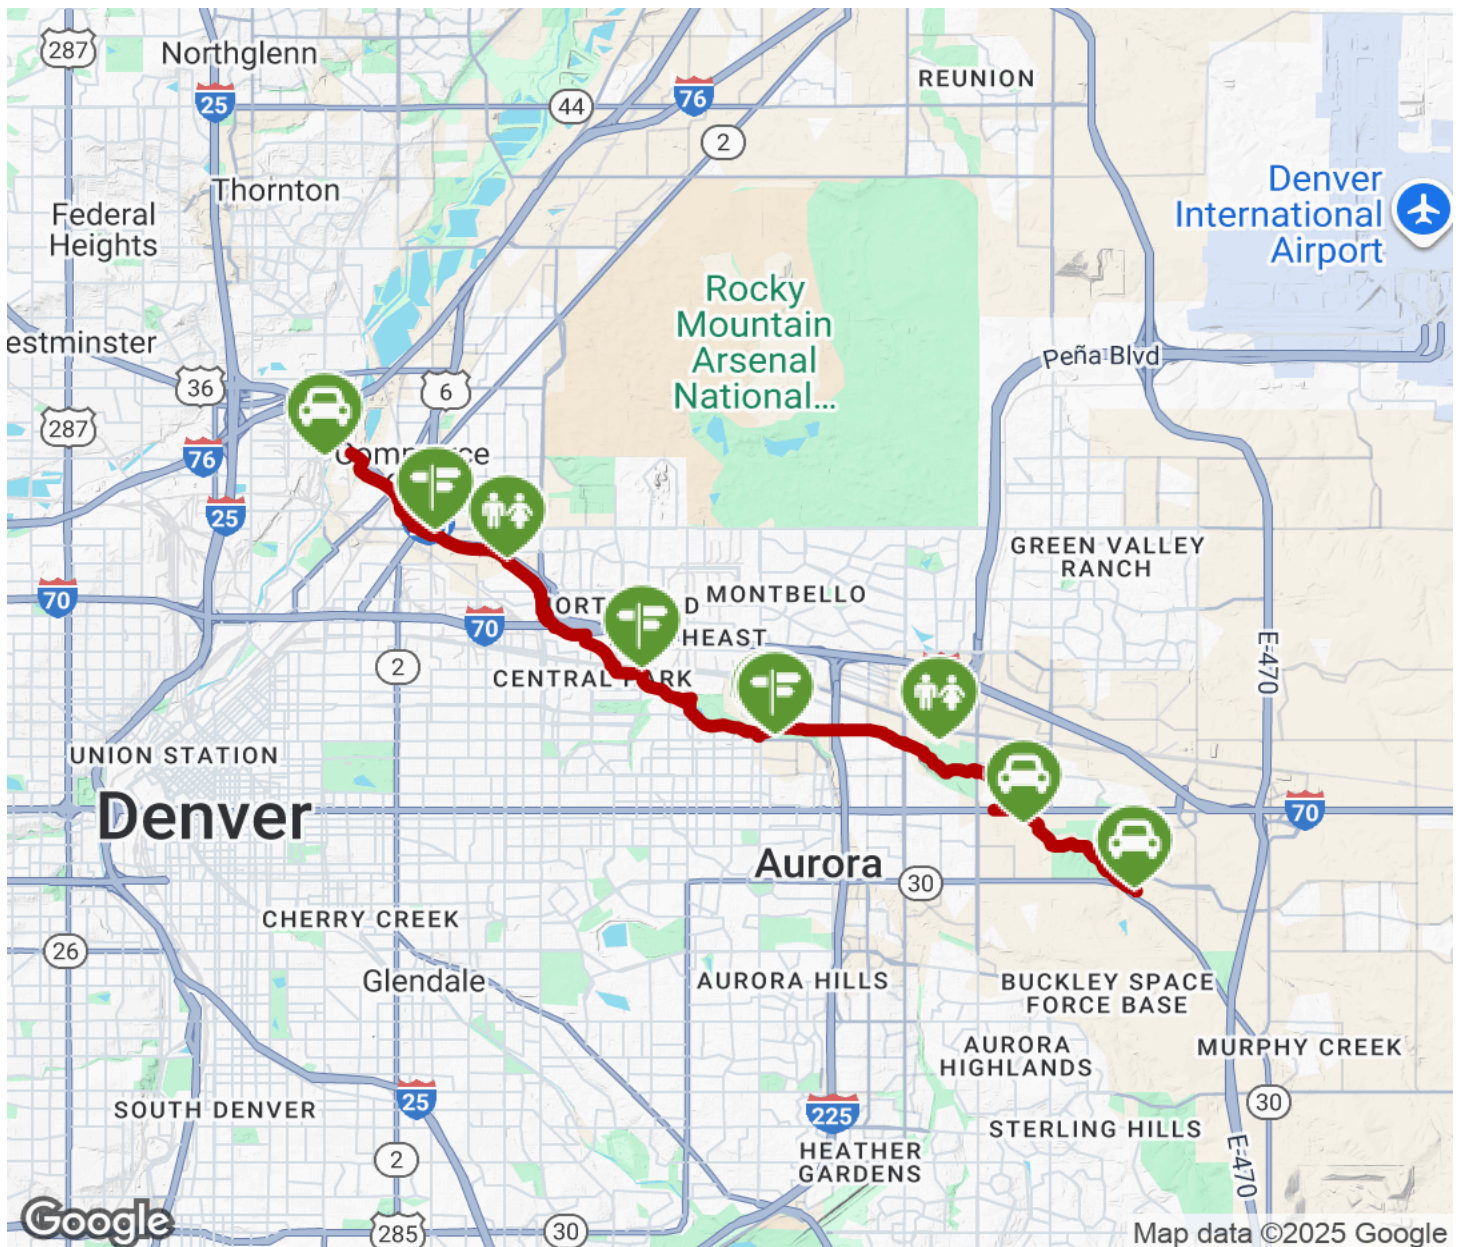 287
Northglenn
25
44
76
REUNION
2
Thornton
Federal
Heights
Denver
International
Airport
Rocky
Mountain
Arsenal
National...
estminster
36
6
Peña Blvd
287
76
25
GREEN VALLEY
RANCH
70
MONTBELLO
D
ORT
70
HEAST
E-470
2
CENTRAL PARK
UNION STATION
Denver
70
Aurora
30
CHERRY CREEK
26
Glendale
AURORA HILLS
BUCKLEY SPACE
FORCE BASE
AURORA
HIGHLANDS
MURPHY CREEK
25
SOUTH DENVER
225
30
STERLING HILLS
2
HEATHER
GARDENS
E-470
Google
285
30
Map data ©2025 Google